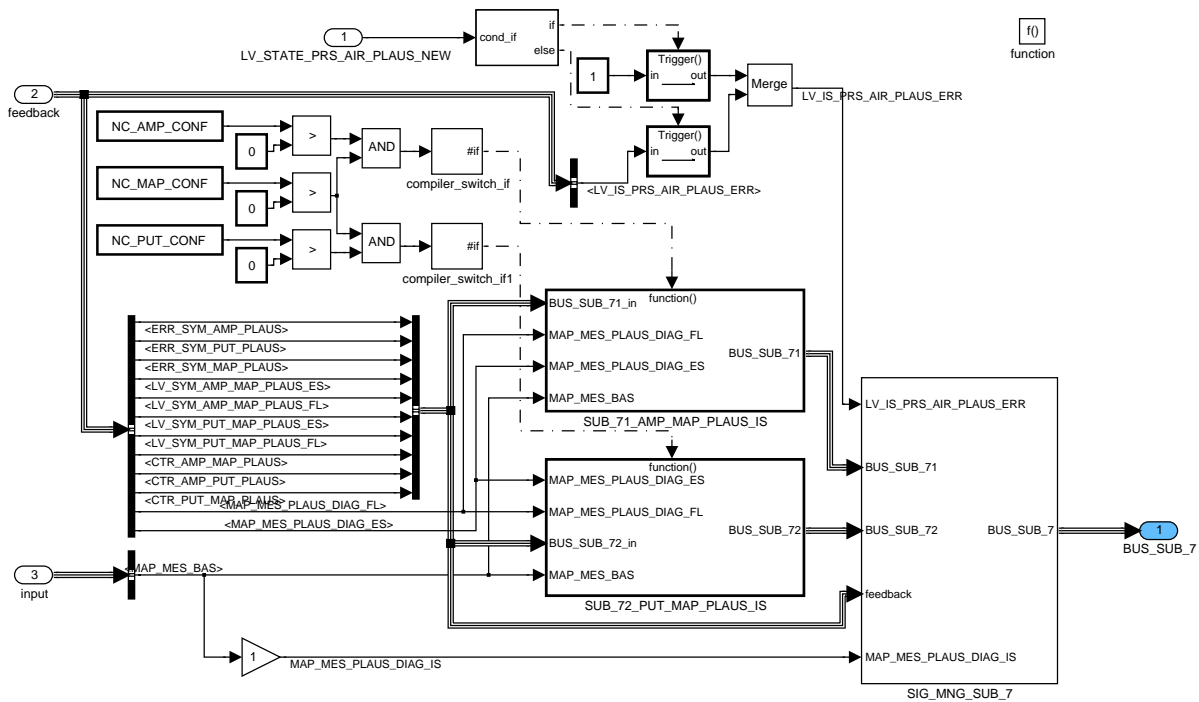 1
LV_STATE_PRS_AIR_PLAUS_NEW
cond_if
if
else
f()
function
Trigger()
in
out
1
Merge
LV_IS_PRS_AIR_PLAUS_ERR
2
feedback
Trigger()
in
out
<LV_IS_PRS_AIR_PLAUS_ERR>
NC_AMP_CONF
0
>
AND
#if
compiler_switch_if
NC_MAP_CONF
0
>
NC_PUT_CONF
0
>
AND
#if
compiler_switch_if1
<ERR_SYM_AMP_PLAUS>
<ERR_SYM_PUT_PLAUS>
<ERR_SYM_MAP_PLAUS>
<LV_SYM_AMP_MAP_PLAUS_ES>
<LV_SYM_AMP_MAP_PLAUS_FL>
<LV_SYM_PUT_MAP_PLAUS_ES>
<LV_SYM_PUT_MAP_PLAUS_FL>
<CTR_AMP_MAP_PLAUS>
<CTR_AMP_PUT_PLAUS>
<CTR_PUT_MAP_PLAUS>
<MAP_MES_PLAUS_DIAG_FL>
<MAP_MES_PLAUS_DIAG_ES>
function()
BUS_SUB_71_in
MAP_MES_PLAUS_DIAG_FL
MAP_MES_PLAUS_DIAG_ES
MAP_MES_BAS
BUS_SUB_71
SUB_71_AMP_MAP_PLAUS_IS
function()
MAP_MES_PLAUS_DIAG_ES
MAP_MES_PLAUS_DIAG_FL
BUS_SUB_72_in
MAP_MES_BAS
BUS_SUB_72
SUB_72_PUT_MAP_PLAUS_IS
3
input
<MAP_MES_BAS>
1
MAP_MES_PLAUS_DIAG_IS
LV_IS_PRS_AIR_PLAUS_ERR
BUS_SUB_71
BUS_SUB_72
feedback
MAP_MES_PLAUS_DIAG_IS
BUS_SUB_7
SIG_MNG_SUB_7
1
BUS_SUB_7